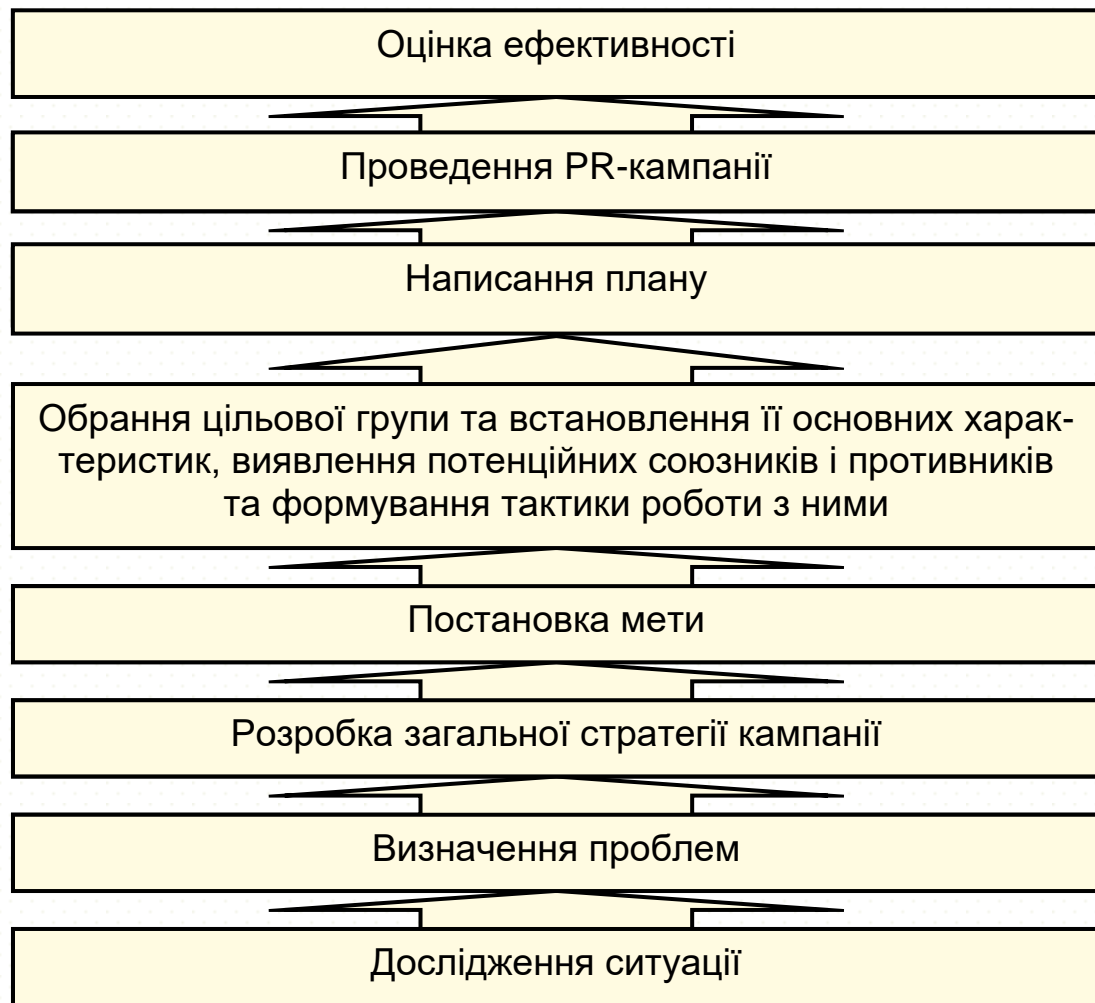 Оцінка ефективності
Проведення PR-кампанії
Написання плану
Обрання цільової групи та встановлення її основних харак-
теристик, виявлення потенційних союзників і противників
та формування тактики роботи з ними
Постановка мети
Розробка загальної стратегії кампанії
Визначення проблем
Дослідження ситуації